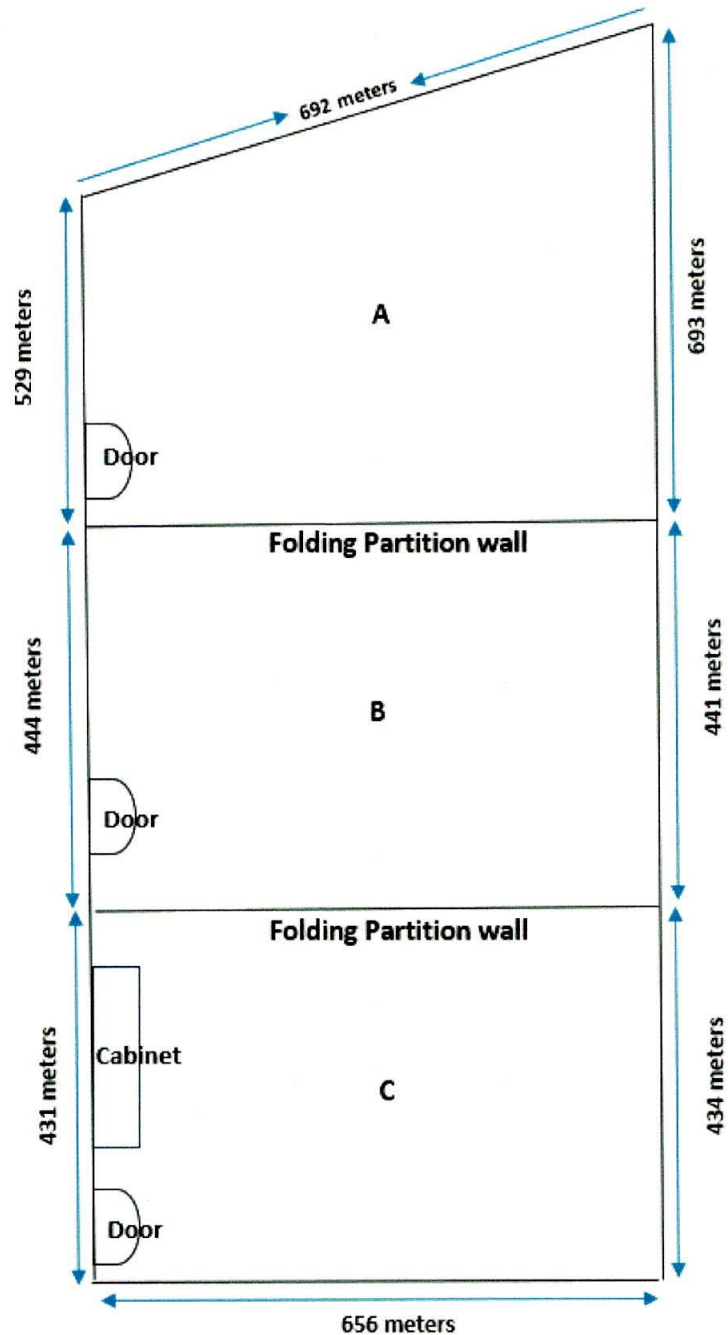 692 meters
529 meters
693 meters
A
Door
Folding Partition wall
444 meters
441 meters
B
Door
Folding Partition wall
431 meters
434 meters
Cabinet
C
Door
656 meters